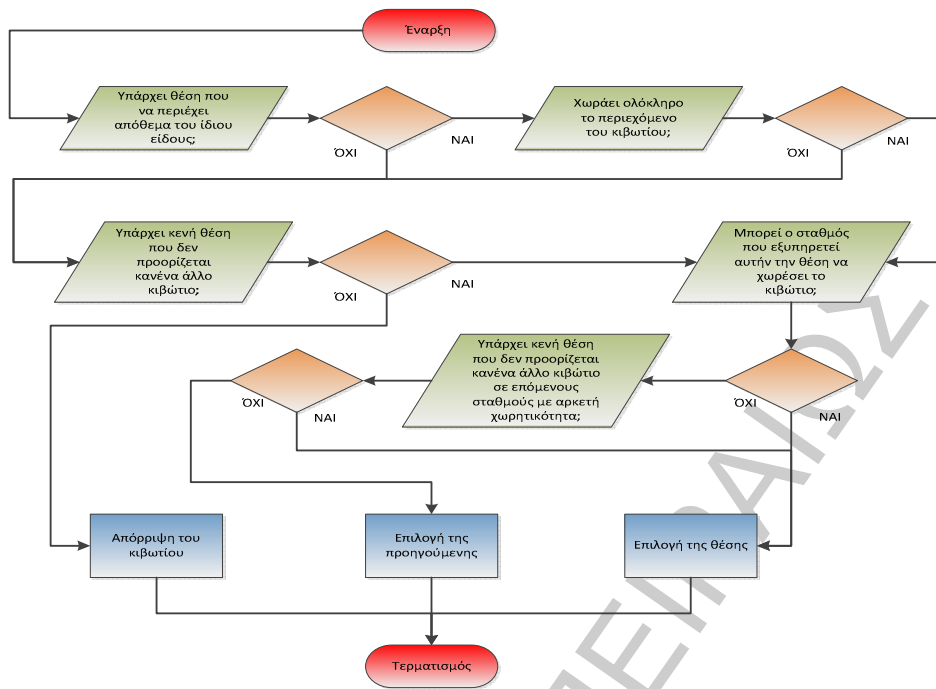 Έναρξη
Υπάρχει θέση που
να περιέχει
απόθεμα του ίδιου
είδους;
ΌΧΙ
ΝΑΙ
Χωράει ολόκληρο
το περιεχόμενο
του κιβωτίου;
ΌΧΙ
ΝΑΙ
Υπάρχει κενή θέση
που δεν
προορίζεται
κανένα άλλο
κιβώτιο;
ΌΧΙ
ΝΑΙ
Μπορεί ο σταθμός
που εξυπηρετεί
αυτήν την θέση να
χωρέσει το
κιβώτιο;
ΌΧΙ
ΝΑΙ
Υπάρχει κενή θέση
που δεν προορίζεται
κανένα άλλο κιβώτιο
σε επόμενους
σταθμούς με αρκετή
χωρητικότητα;
ΌΧΙ
ΝΑΙ
Απόρριψη του
κιβωτίου
Επιλογή της
προηγούμενης
Επιλογή της θέσης
Τερματισμός
ΠΕΙΡΑΙΩΣ